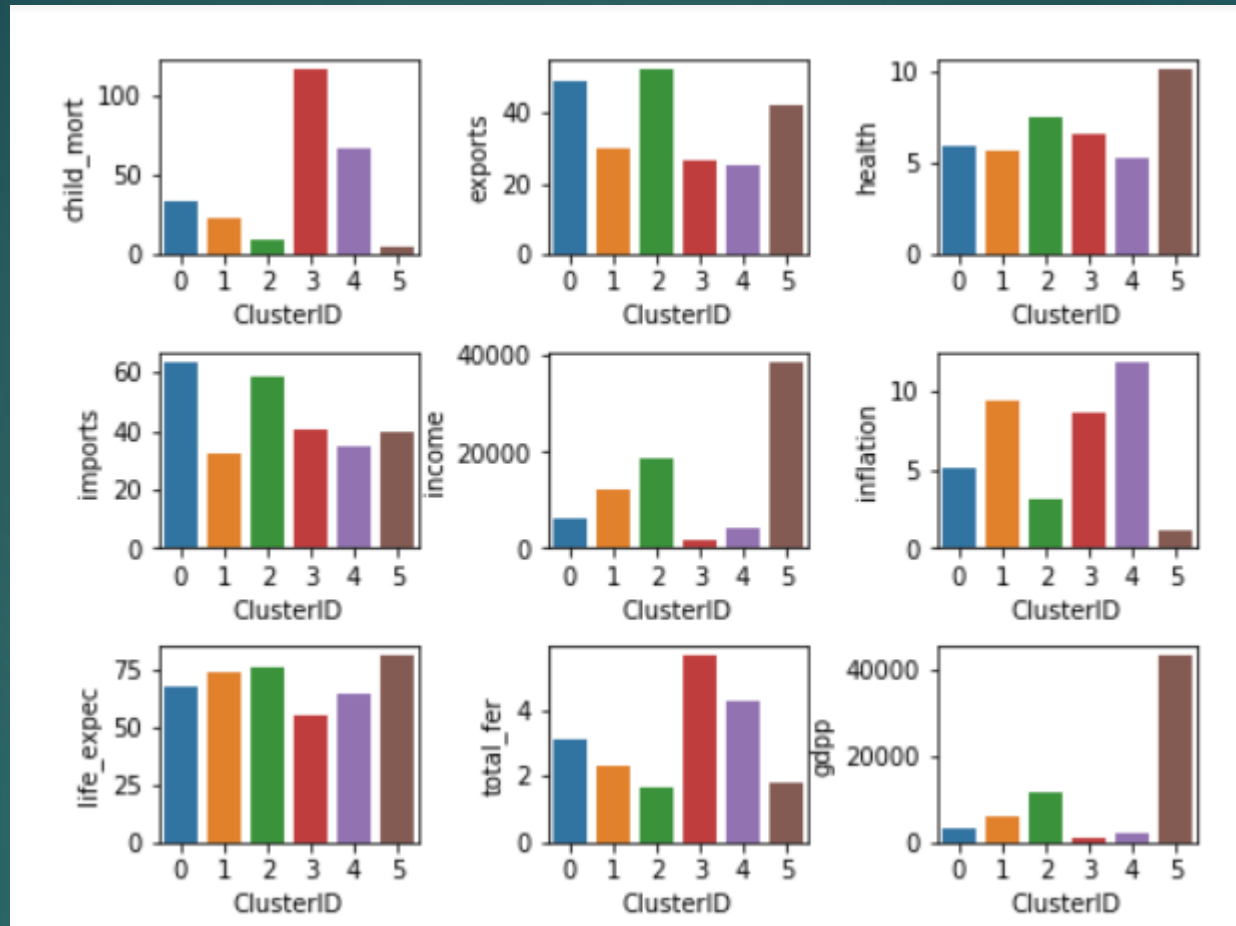 child_mort
100
50
0
0 1 2 3 4 5
ClusterID
exports
40
20
0
0 1 2 3 4 5
ClusterID
health
10
5
0
0 1 2 3 4 5
ClusterID
imports
60
40
20
0
0 1 2 3 4 5
ClusterID
income
40000
20000
0
0 1 2 3 4 5
ClusterID
inflation
10
5
0
0 1 2 3 4 5
ClusterID
life_expec
75
50
25
0
0 1 2 3 4 5
ClusterID
total_fer
4
2
0
0 1 2 3 4 5
ClusterID
gdpp
40000
20000
0
0 1 2 3 4 5
ClusterID